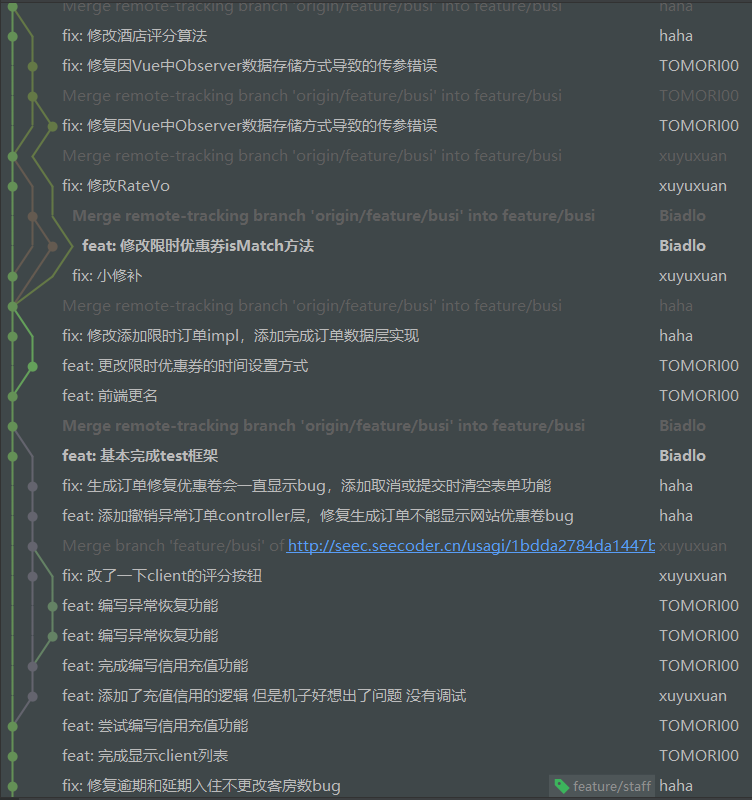 Merge remote-tracking branch 'origin/feature/busi' into feature/busi haha
fix: 修改酒店评分算法 haha
fix: 修复因Vue中Observer数据存储方式导致的传参错误 TOMORI00
Merge remote-tracking branch 'origin/feature/busi' into feature/busi TOMORI00
fix: 修复因Vue中Observer数据存储方式导致的传参错误 TOMORI00
Merge remote-tracking branch 'origin/feature/busi' into feature/busi xuyuxuan
fix: 修改RateVo xuyuxuan
Merge remote-tracking branch 'origin/feature/busi' into feature/busi Biadlo
feat: 修改限时优惠券isMatch方法 Biadlo
fix: 小修补 xuyuxuan
Merge remote-tracking branch 'origin/feature/busi' into feature/busi haha
fix: 修改添加限时订单impl，添加完成订单数据层实现 haha
feat: 更改限时优惠券的时间设置方式 TOMORI00
feat: 前端更名 TOMORI00
Merge remote-tracking branch 'origin/feature/busi' into feature/busi Biadlo
feat: 基本完成test框架 Biadlo
fix: 生成订单修复优惠卷会一直显示bug，添加取消或提交时清空表单功能 haha
feat: 添加撤销异常订单controller层，修复生成订单不能显示网站优惠卷bug haha
Merge branch 'feature/busi' of http://seec.seecoder.cn/usagi/1bdda2784da1447b xuyuxuan
fix: 改了一下client的评分按钮 xuyuxuan
feat: 编写异常恢复功能 TOMORI00
feat: 编写异常恢复功能 TOMORI00
feat: 完成编写信用充值功能 TOMORI00
feat: 添加了充值信用的逻辑 但是机子好想出了问题 没有调试 xuyuxuan
feat: 尝试编写信用充值功能 TOMORI00
feat: 完成显示client列表 TOMORI00
fix: 修复逾期和延期入住不更改客房数bug feature/staff haha